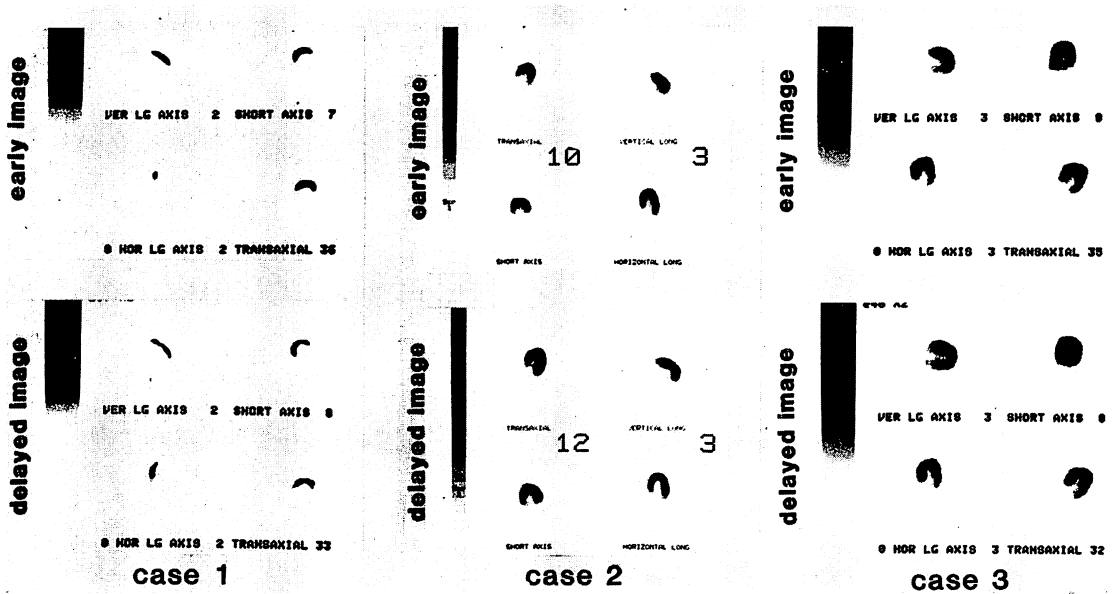 early image
VER LG AXIS 2 SHORT AXIS 7
0 HOR LG AXIS 2 TRANSAXIAL 36
delayed image
VER LG AXIS 2 SHORT AXIS 8
0 HOR LG AXIS 2 TRANSAXIAL 33
case 1
early image
TRANSAXIAL 10 VERTICAL LONG 3
SHORT AXIS HORIZONTAL LONG
delayed image
TRANSAXIAL 12 VERTICAL LONG 3
SHORT AXIS HORIZONTAL LONG
case 2
early image
VER LG AXIS 3 SHORT AXIS 8
0 HOR LG AXIS 3 TRANSAXIAL 35
delayed image
VER LG AXIS 3 SHORT AXIS 8
0 HOR LG AXIS 3 TRANSAXIAL 32
case 3